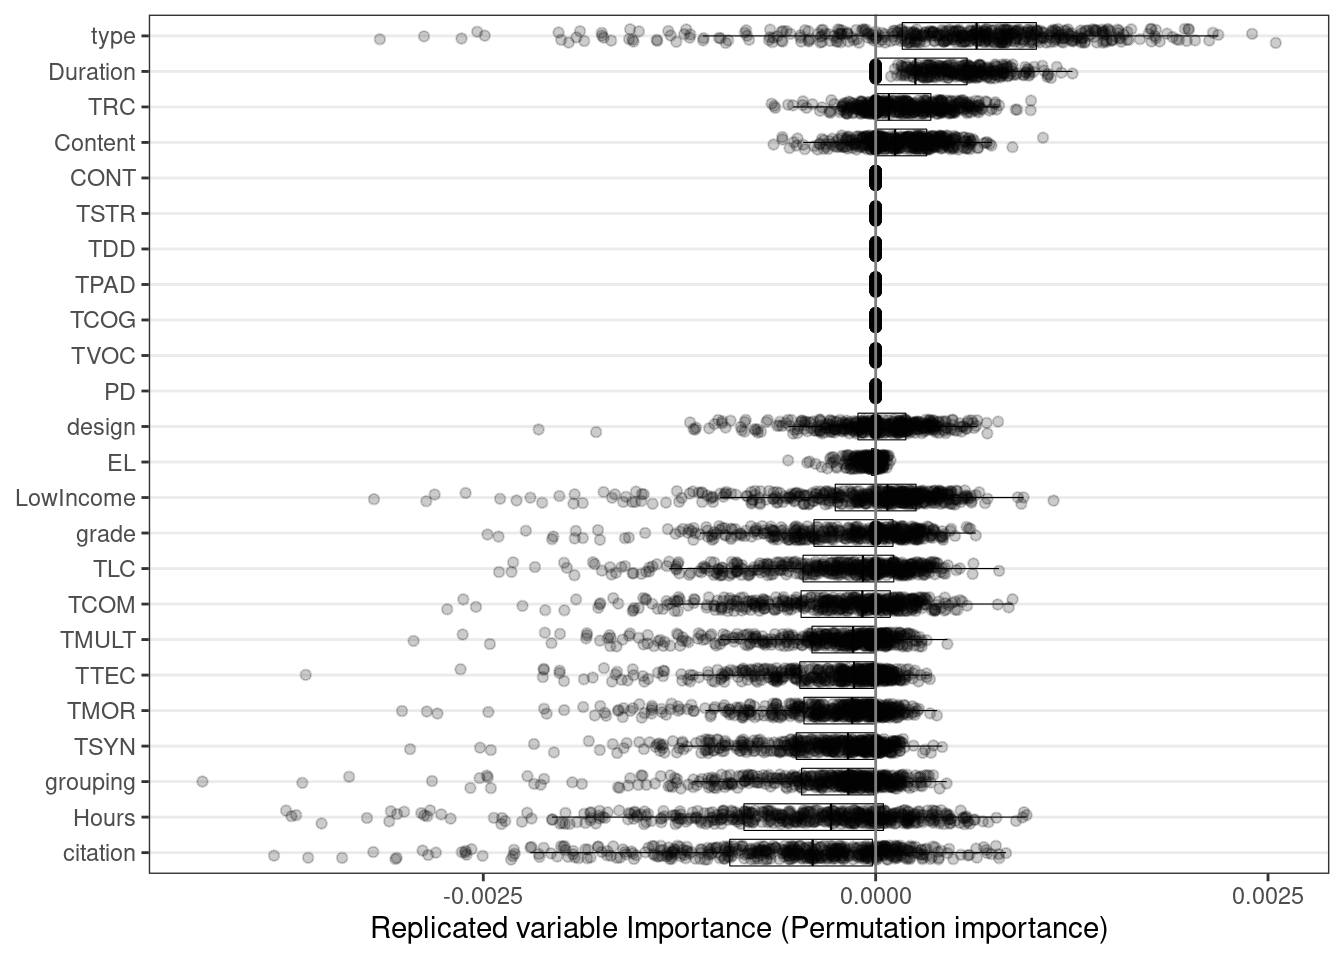 type
Duration
TRC
Content
CONT
TSTR
TDD
TPAD
TCOG
TVOC
PD
design
EL
LowIncome
grade
TLC
TCOM
TMULT
TTEC
TMOR
TSYN
grouping
Hours
citation
-0.0025 0.0000 0.0025
Replicated variable Importance (Permutation importance)